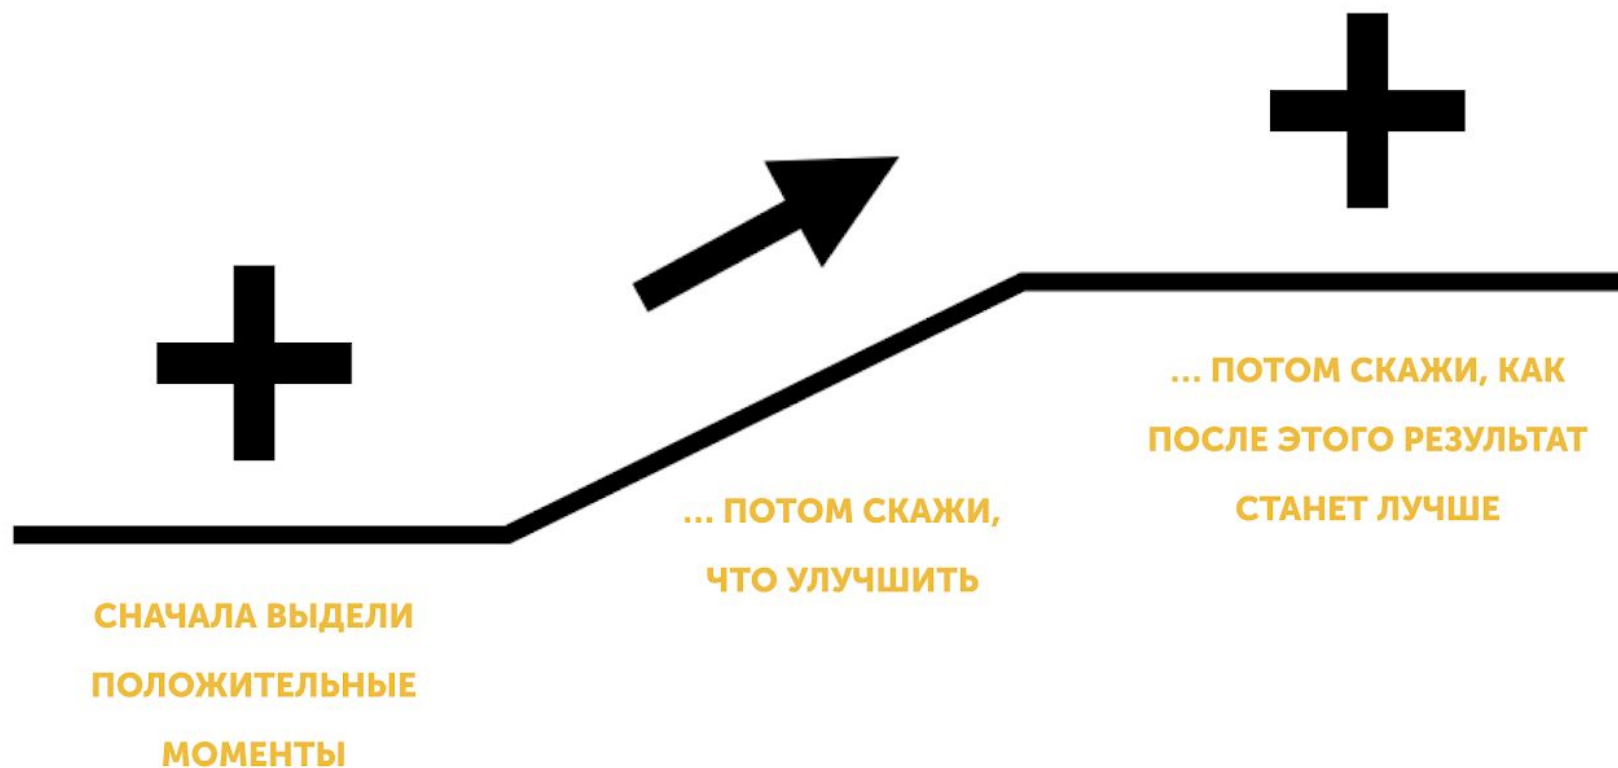 СНАЧАЛА ВЫДЕЛИ
ПОЛОЖИТЕЛЬНЫЕ
МОМЕНТЫ
... ПОТОМ СКАЖИ,
ЧТО УЛУЧШИТЬ
... ПОТОМ СКАЖИ, КАК
ПОСЛЕ ЭТОГО РЕЗУЛЬТАТ
СТАНЕТ ЛУЧШЕ